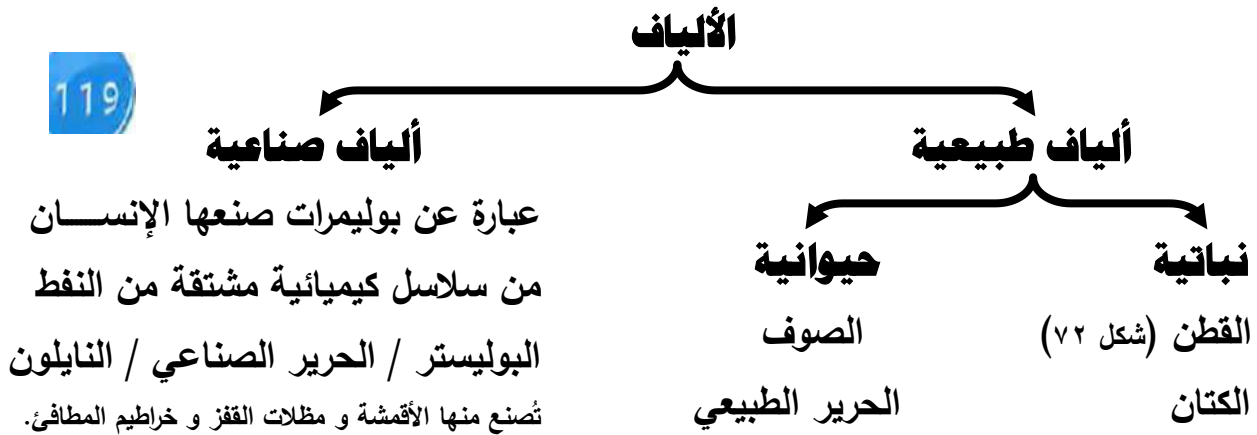 الألياف
119
ألياف طبيعية
ألياف صناعية
نباتية
حيوانية
القطن (شكل ٧٢)
الصوف
الكتان
الحرير الطبيعي
عبارة عن بوليمرات صنعها الإنســـان
من سلاسل كيميائية مشتقة من النفط
البوليستر / الحرير الصناعي / النايلون
تُصنع منها الأقمشة و مظلات القفز و خراطيم المطافئ.